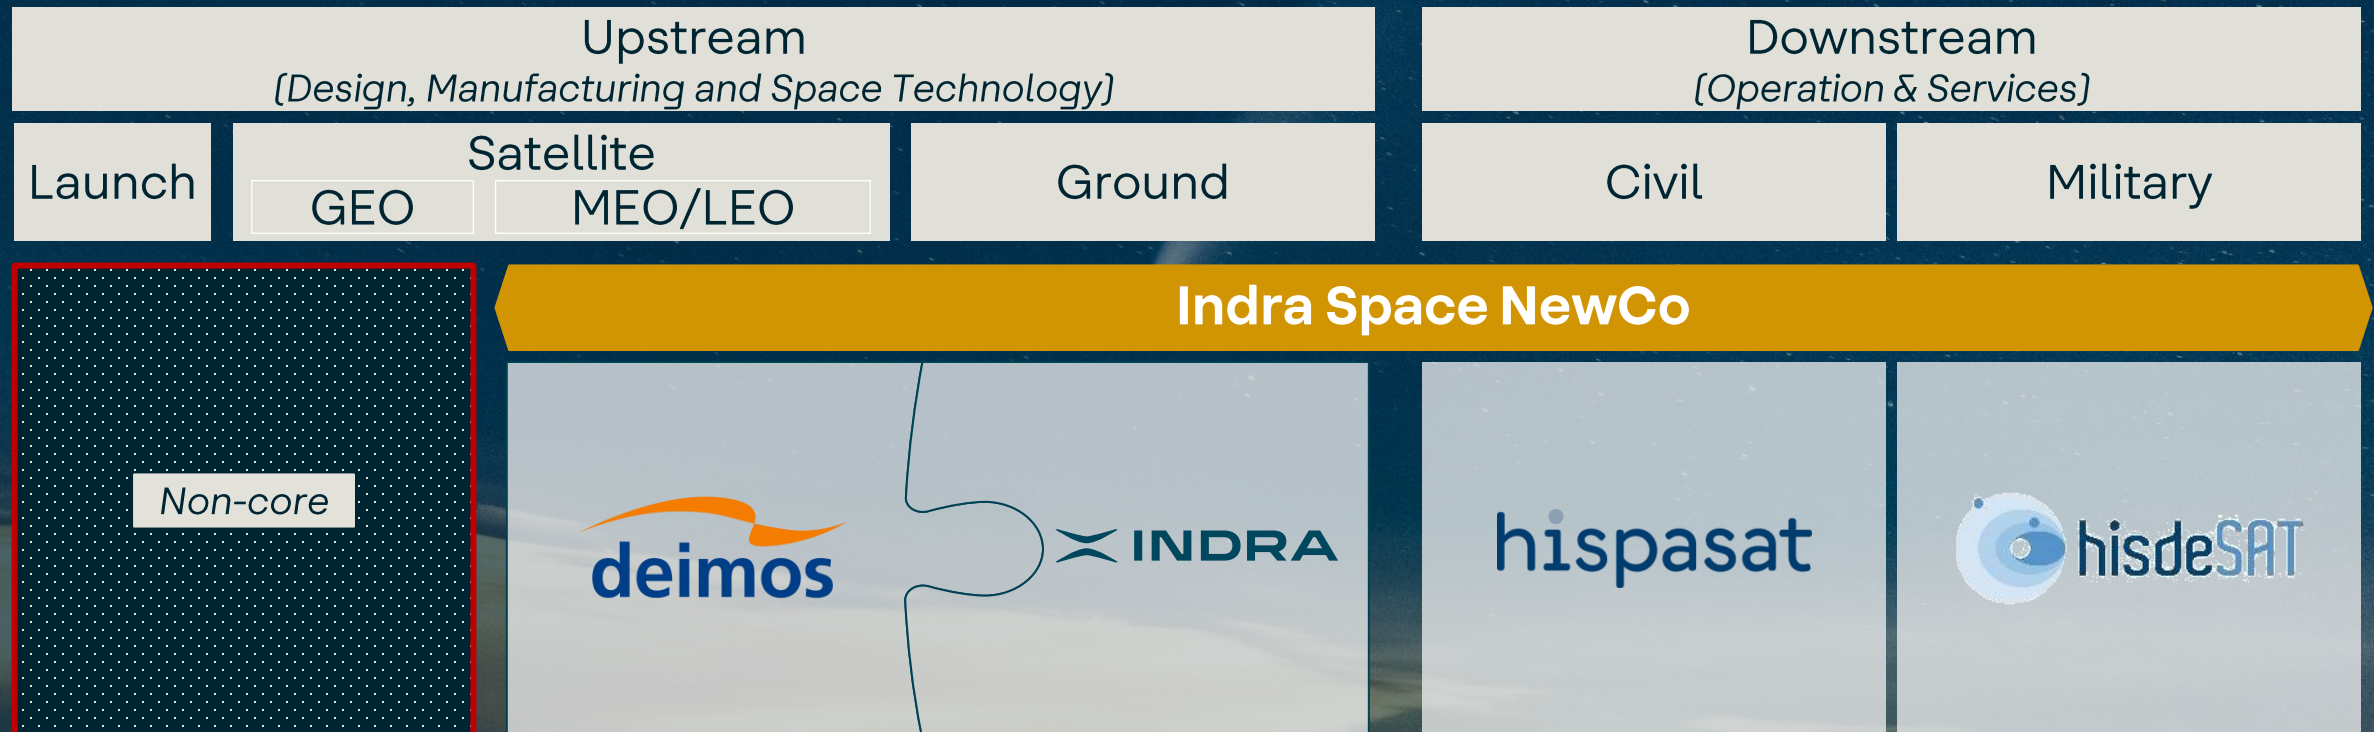 Upstream
(Design, Manufacturing and Space Technology)
Downstream
(Operation & Services)
Launch
Satellite
GEO
MEO/LEO
Ground
Civil
Military
Indra Space NewCo
Non-core
deimos
INDRA
hispasat
hisdeSAT